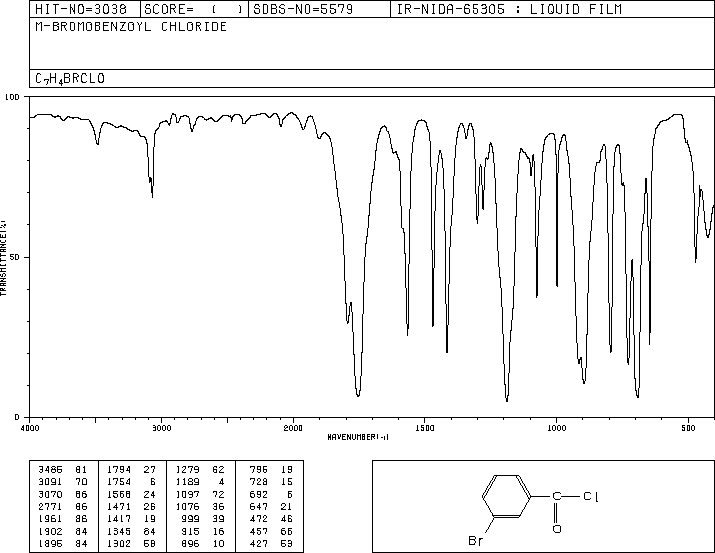 HIT-NO=3038 SCORE= ( ) SDBS-NO=5579 IR-NIDA-65305 : LIQUID FILM
M-BROMOBENZOYL CHLORIDE
C7H4BRCLO
100
50
0
TRANSMITTANCE(%)
4000 3000 2000 1500 1000 500
WAVENUMBER(-1)
3485 81 1794 27 1279 62 796 19
3091 70 1754 6 1189 4 728 15
3070 66 1568 24 1097 72 692 5
2771 86 1471 26 1076 36 647 21
1961 86 1417 19 999 39 472 46
1902 84 1345 84 915 16 457 66
1895 84 1302 58 896 10 427 53
C Cl
O
Br